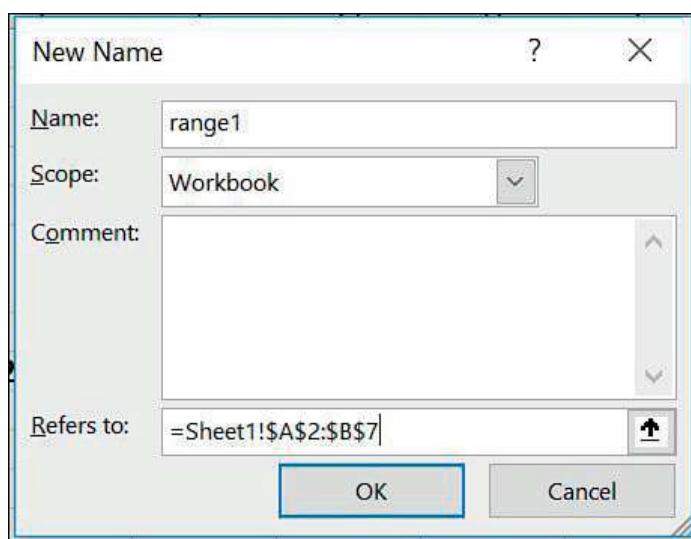 New Name ?
Name: range1
Scope: Workbook
Comment:
Refers to: =Sheet1!$A$2:$B$7
OK Cancel